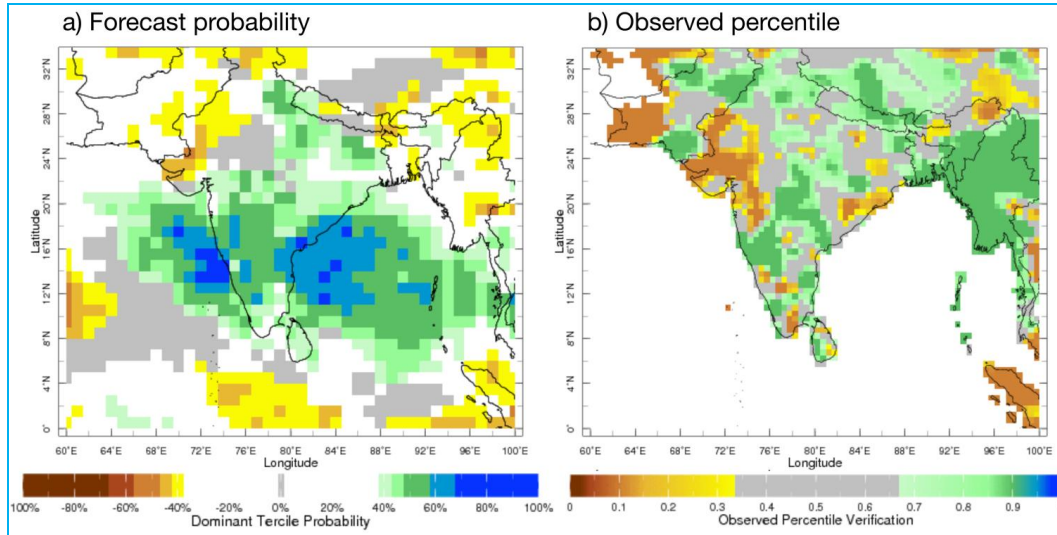 a) Forecast probability
b) Observed percentile
32°N
28°N
24°N
20°N
16°N
12°N
8°N
4°N
0°
Latitude
60°E 64°E 68°E 72°E 76°E 80°E 84°E 88°E 92°E 96°E 100°E
Longitude
100% -80% -60% -40% -20% 0% 20% 40% 60% 80% 100%
Dominant Tercile Probability
32°N
28°N
24°N
20°N
16°N
12°N
8°N
4°N
0°
Latitude
60°E 64°E 68°E 72°E 76°E 80°E 84°E 88°E 92°E 96°E 100°E
Longitude
0 0.1 0.2 0.3 0.4 0.5 0.6 0.7 0.8 0.9
Observed Percentile Verification